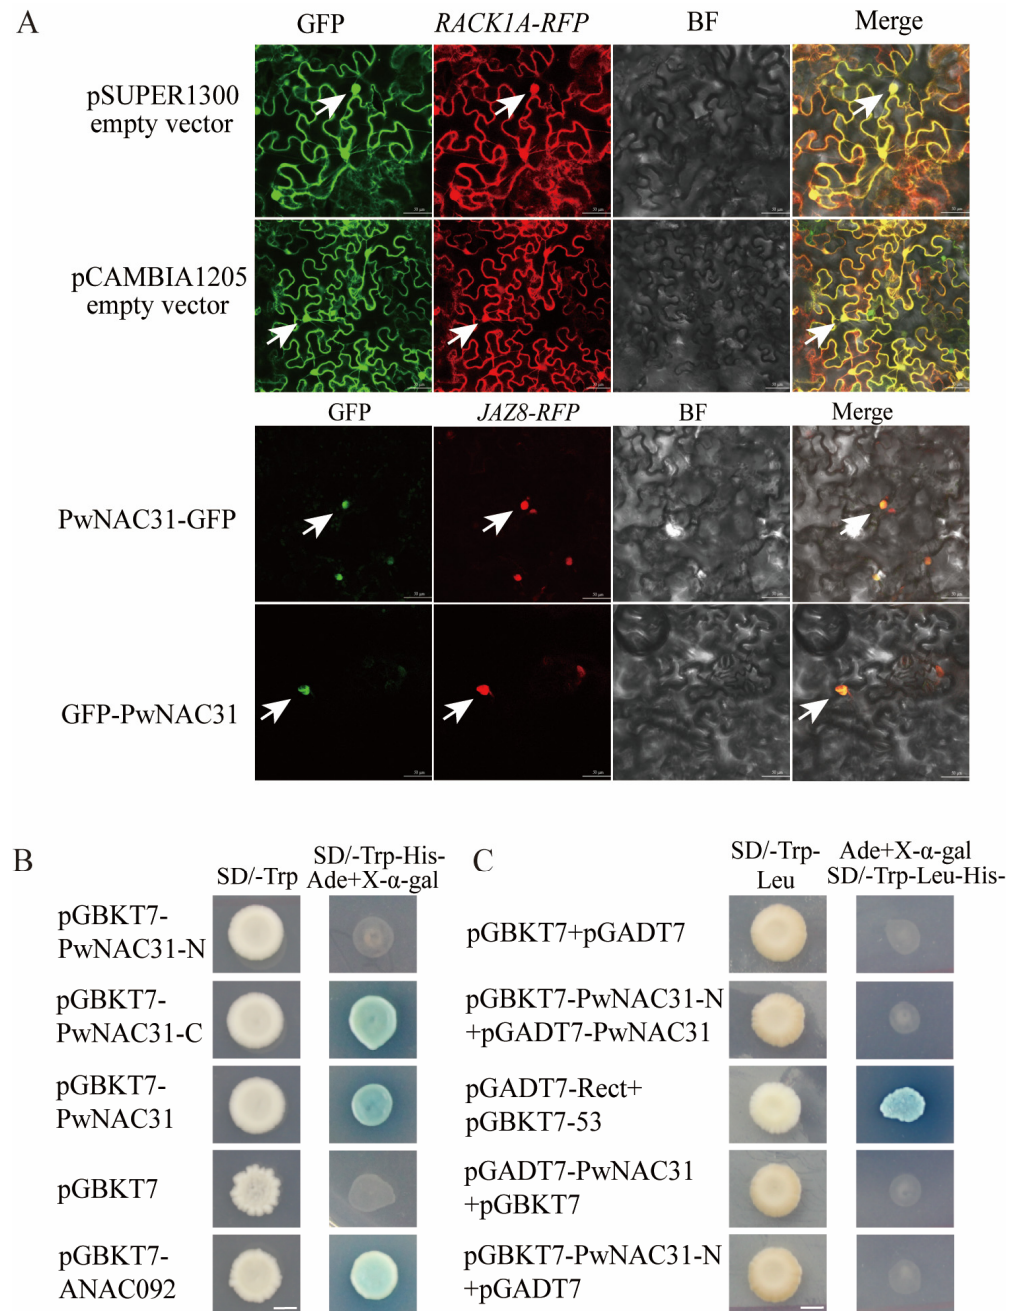 A
GFP RACK1A-RFP BF Merge
pSUPER1300
empty vector
pCAMBIA1205
empty vector
GFP JAZ8-RFP BF Merge
PwNAC31-GFP
GFP-PwNAC31
B
SD/-Trp
SD/-Trp-His-
Ade+X-α-gal
pGBKT7-
PwNAC31-N
pGBKT7-
PwNAC31-C
pGBKT7-
PwNAC31
pGBKT7
pGBKT7-
ANAC092
C
SD/-Trp-
Leu
Ade+X-α-gal
SD/-Trp-Leu-His-
pGBKT7+pGADT7
pGBKT7-PwNAC31-N
+pGADT7-PwNAC31
pGADT7-Rect+
pGBKT7-53
pGADT7-PwNAC31
+pGBKT7
pGBKT7-PwNAC31-N
+pGADT7